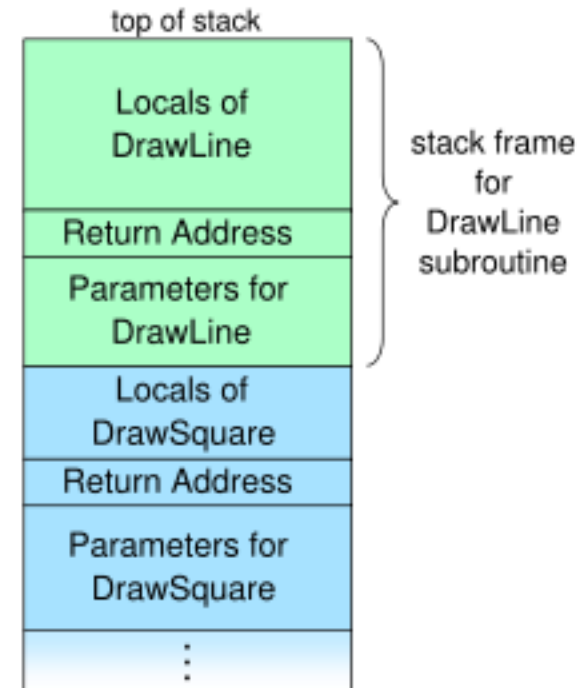 top of stack
Locals of
DrawLine
Return Address
Parameters for
DrawLine
stack frame
for
DrawLine
subroutine
Locals of
DrawSquare
Return Address
Parameters for
DrawSquare